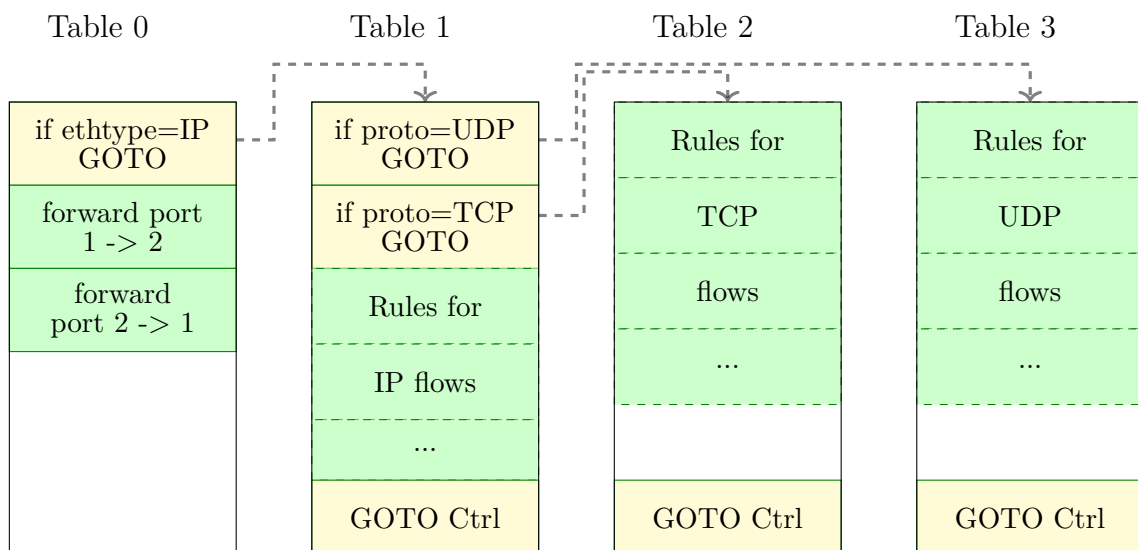 Table 0
Table 1
Table 2
Table 3
if ethtype=IP
GOTO
forward port
1 -> 2
forward
port 2 -> 1
if proto=UDP
GOTO
if proto=TCP
GOTO
Rules for
IP flows
...
GOTO Ctrl
Rules for
TCP
flows
...
GOTO Ctrl
Rules for
UDP
flows
...
GOTO Ctrl